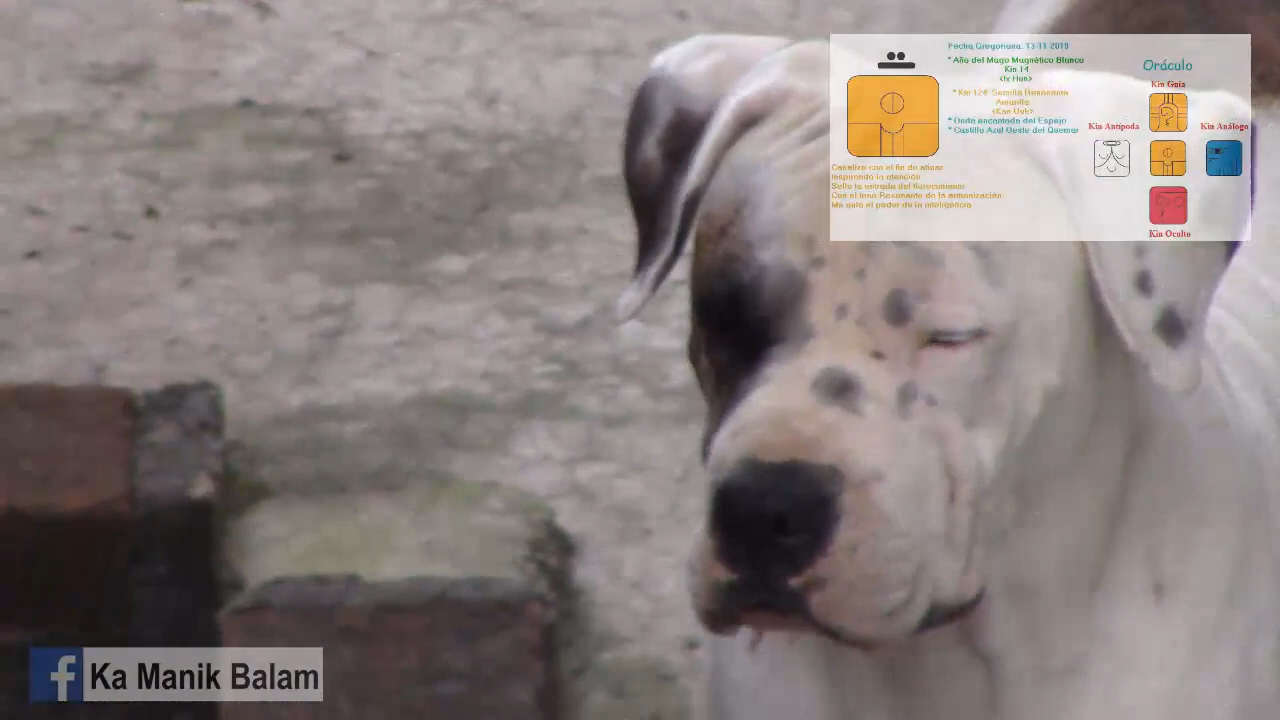 Fecha Gregoriana: 13-11-2019
* Año del Mago Magnético Blanco
Kin 14
<Ix Hun>
* Kin 124: Semilla Resonante
Amarilla
<Kan Uuk>
* Onda encantada del Espejo
* Castillo Azul Oeste del Quemar
Canalizo con el fin de atinar
Inspirando la atención
Sello la entrada del florecimiento
Con el tono Resonante de la armonización
Me guía el poder de la inteligencia
Oráculo
Kin Guía
Kin Antípoda
Kin Análogo
Kin Oculto
f
Ka Manik Balam